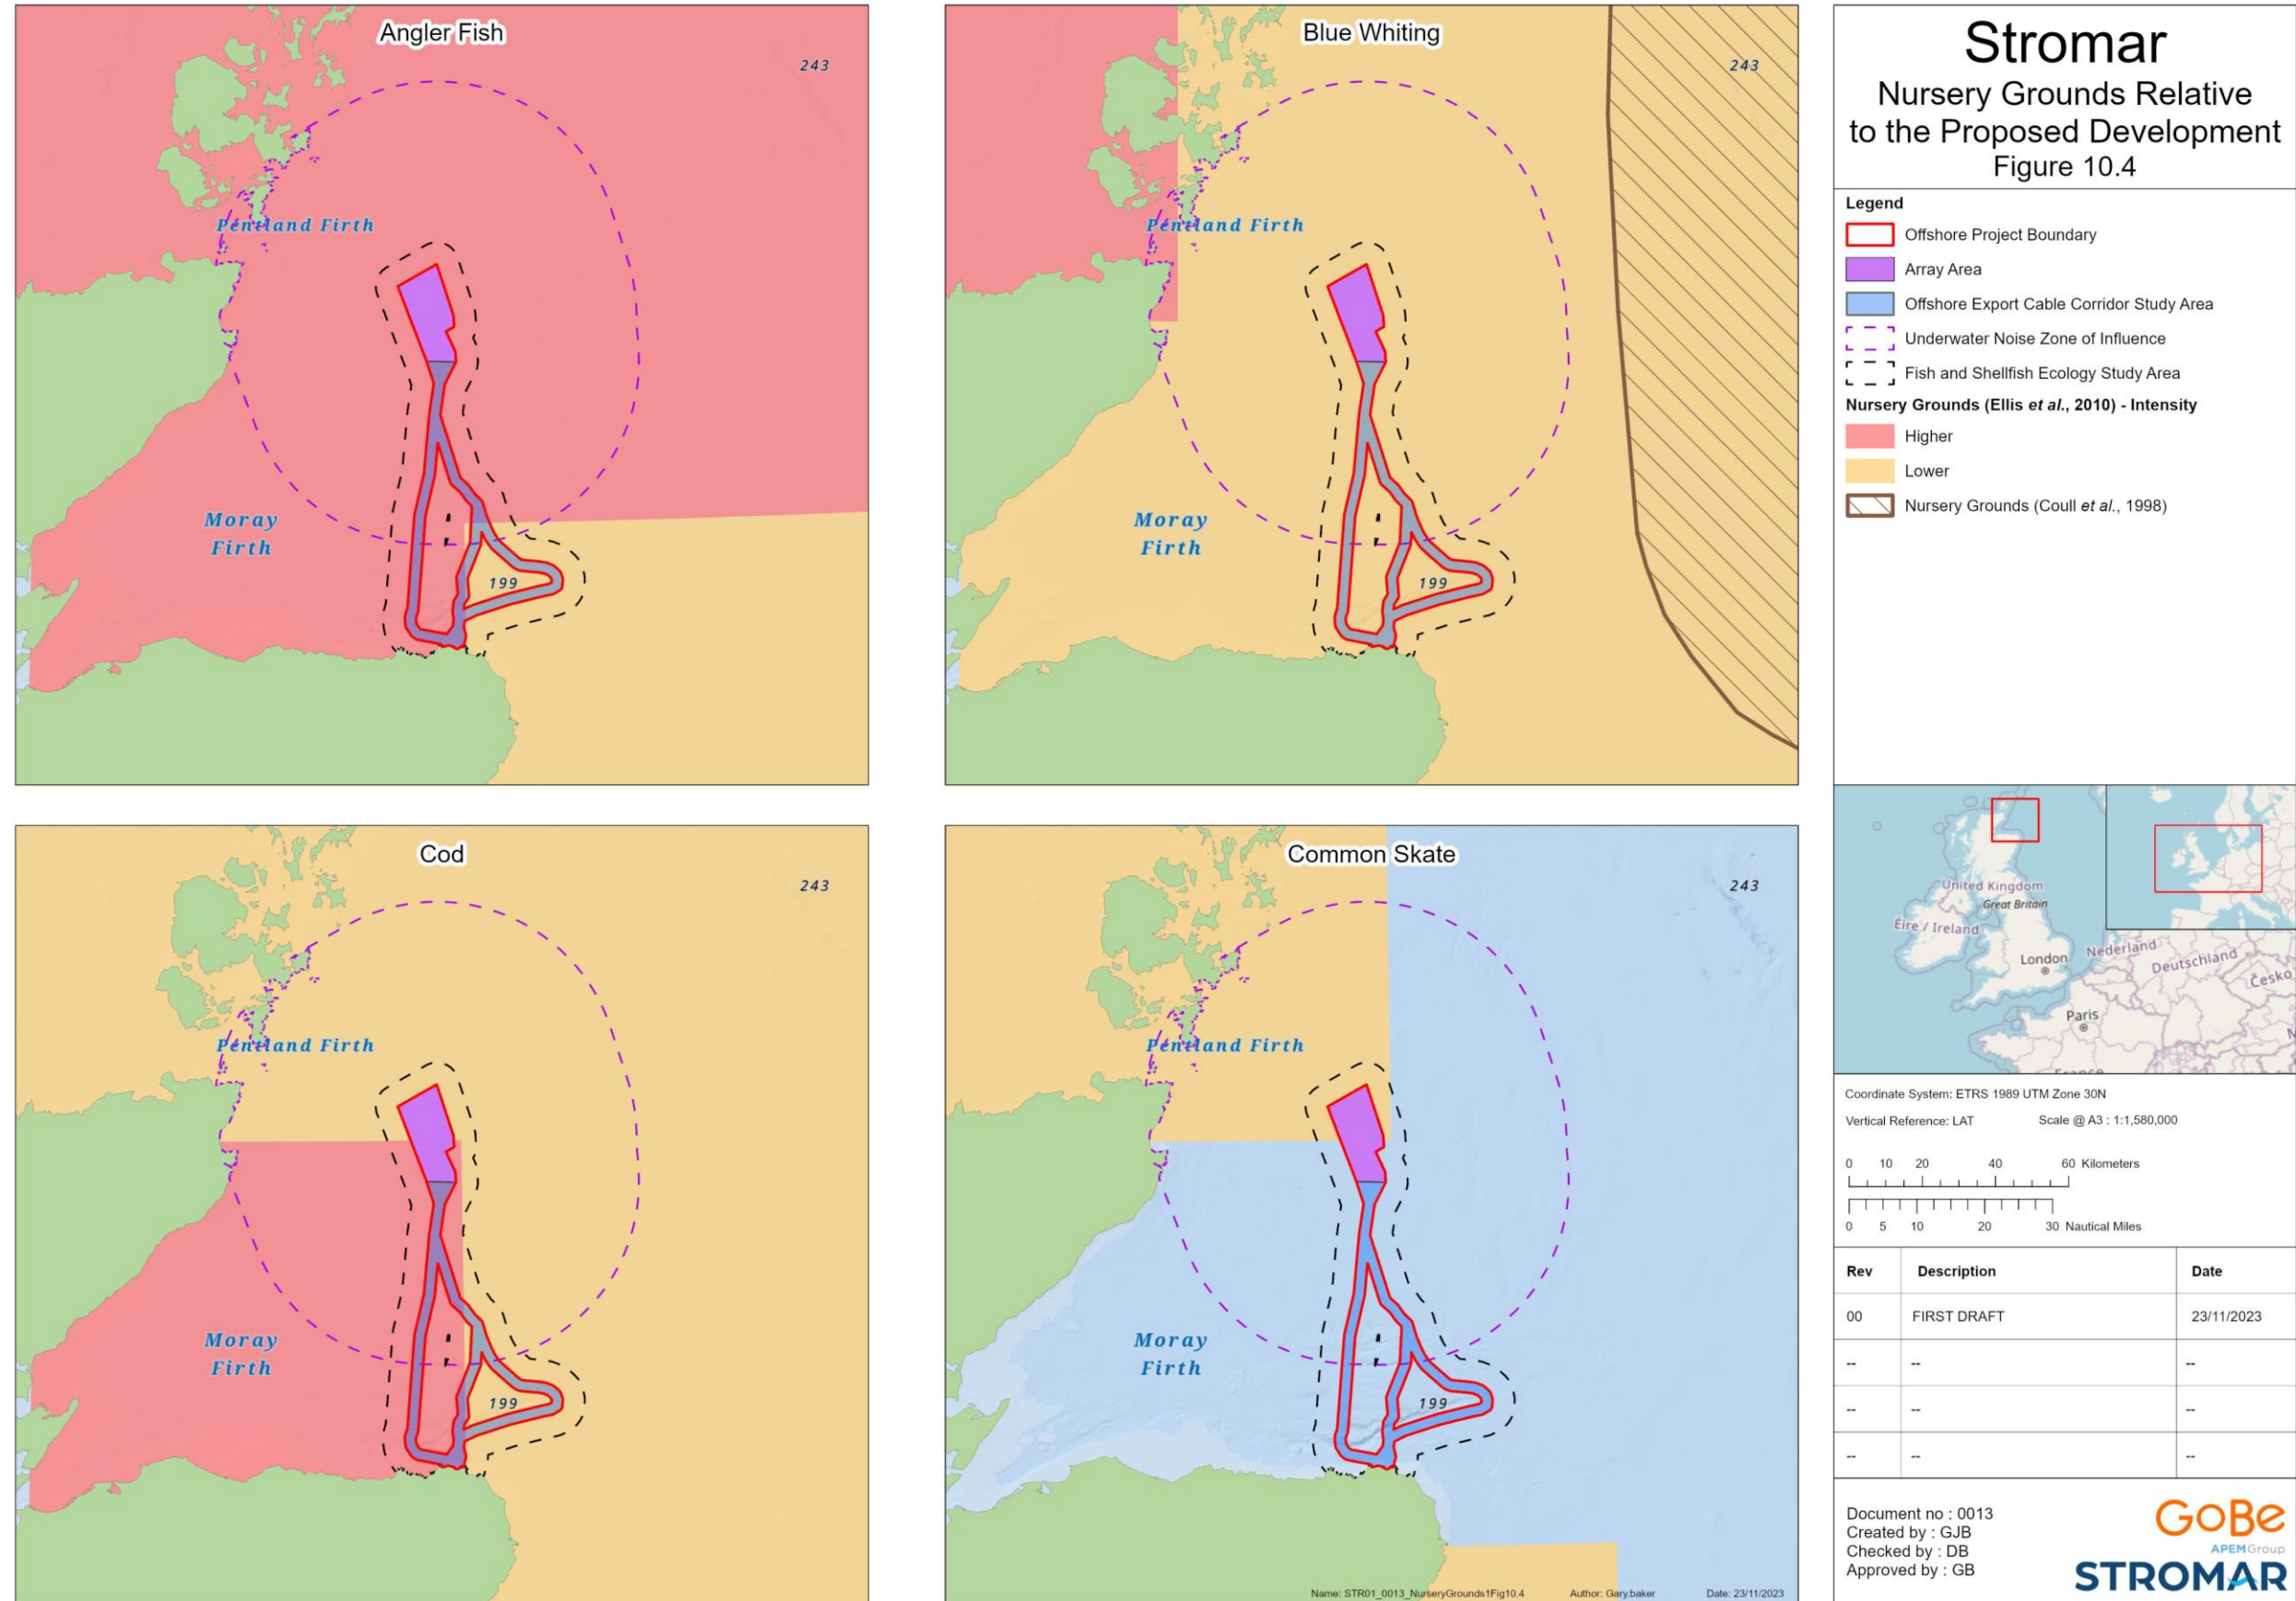 Angler Fish
243
Pentland Firth
Moray
Firth
199
Blue Whiting
243
Pentland Firth
Moray
Firth
199
Cod
243
Pentland Firth
Moray
Firth
199
Common Skate
243
Pentland Firth
Moray
Firth
199
Name: STR01_0013_NurseryGrounds1Fig10.4 Author: Gary.baker Date: 23/11/2023
Stromar
Nursery Grounds Relative
to the Proposed Development
Figure 10.4
Legend
Offshore Project Boundary
Array Area
Offshore Export Cable Corridor Study Area
Underwater Noise Zone of Influence
Fish and Shellfish Ecology Study Area
Nursery Grounds (Ellis et al., 2010) - Intensity
Higher
Lower
Nursery Grounds (Coull et al., 1998)
United Kingdom
Great Britain
Éire / Ireland
London
Nederland
Deutschland
Česko
Paris
France
Coordinate System: ETRS 1989 UTM Zone 30N
Vertical Reference: LAT Scale @ A3 : 1:1,580,000
0 10 20 40 60 Kilometers
0 5 10 20 30 Nautical Miles
Rev Description Date
00 FIRST DRAFT 23/11/2023
-- -- --
-- -- --
-- -- --
Document no : 0013
Created by : GJB
Checked by : DB
Approved by : GB
GoBe
APEMGroup
STROMAR